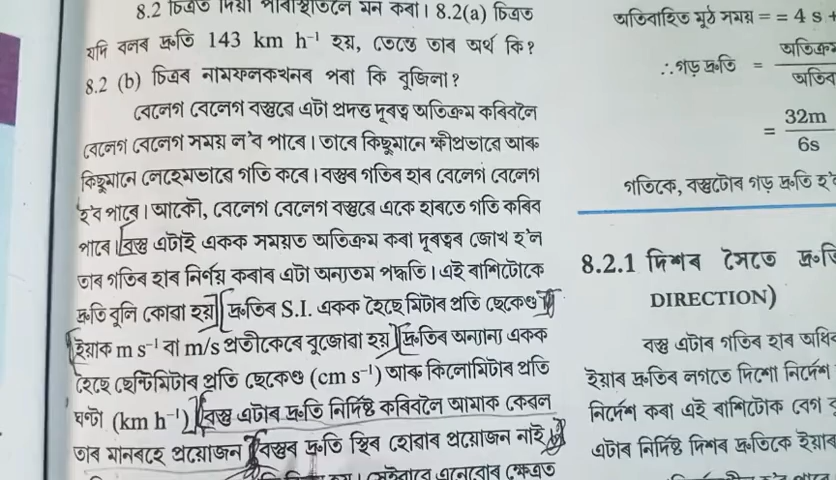 8.2 চিত্ৰত দিয়া পৰিস্থিতিলৈ মন কৰা। 8.2(a) চিত্ৰত
যদি বলৰ দ্ৰুতি 143 km h⁻¹ হয়, তেন্তে তাৰ অৰ্থ কি?
8.2 (b) চিত্ৰৰ নামফলকখনৰ পৰা কি বুজিলা?
বেলেগ বেলেগ বস্তুৱে এটা প্ৰদত্ত দূৰত্ব অতিক্ৰম কৰিবলৈ
বেলেগ বেলেগ সময় ল'ব পাৰে। তাৰে কিছুমানে ক্ষীপ্ৰভাৱে আৰু
কিছুমানে লেহেমভাৱে গতি কৰে। বস্তুৰ গতিৰ হাৰ বেলেগ বেলেগ
হ'ব পাৰে। আকৌ, বেলেগ বেলেগ বস্তুৱে একে হাৰতে গতি কৰিব
পাৰে। বস্তু এটাই একক সময়ত অতিক্ৰম কৰা দূৰত্বৰ জোখ হ'ল
তাৰ গতিৰ হাৰ নিৰ্ণয় কৰাৰ এটা অন্যতম পদ্ধতি। এই ৰাশিটোকে
দ্ৰুতি বুলি কোৱা হয়। দ্ৰুতিৰ S.I. একক হৈছে মিটাৰ প্ৰতি ছেকেণ্ড।
ইয়াক m s⁻¹ বা m/s প্ৰতীকেৰে বুজোৱা হয়। দ্ৰুতিৰ অন্যান্য একক
হৈছে ছেন্টিমিটাৰ প্ৰতি ছেকেণ্ড (cm s⁻¹) আৰু কিলোমিটাৰ প্ৰতি
ঘন্টা (km h⁻¹)। বস্তু এটাৰ দ্ৰুতি নিৰ্দিষ্ট কৰিবলৈ আমাক কেৱল
তাৰ মানৰহে প্ৰয়োজন। বস্তুৰ দ্ৰুতি স্থিৰ হোৱাৰ প্ৰয়োজন নাই।
এনেবোৰ ক্ষেত্ৰত
অতিবাহিত মুঠ সময় = = 4 s +
∴গড় দ্ৰুতি =
= 32m
6s
গতিকে, বস্তুটোৰ গড় দ্ৰুতি হ'
8.2.1 দিশৰ সৈতে
DIRECTION)
বস্তু এটাৰ গতিৰ হাৰ
ইয়াৰ দ্ৰুতিৰ লগতে দিশো নিৰ্দেশ
নিৰ্দেশ কৰা এই ৰাশিটোক বেগ
এটাৰ নিৰ্দিষ্ট দিশৰ দ্ৰুতিকে ইয়াৰ